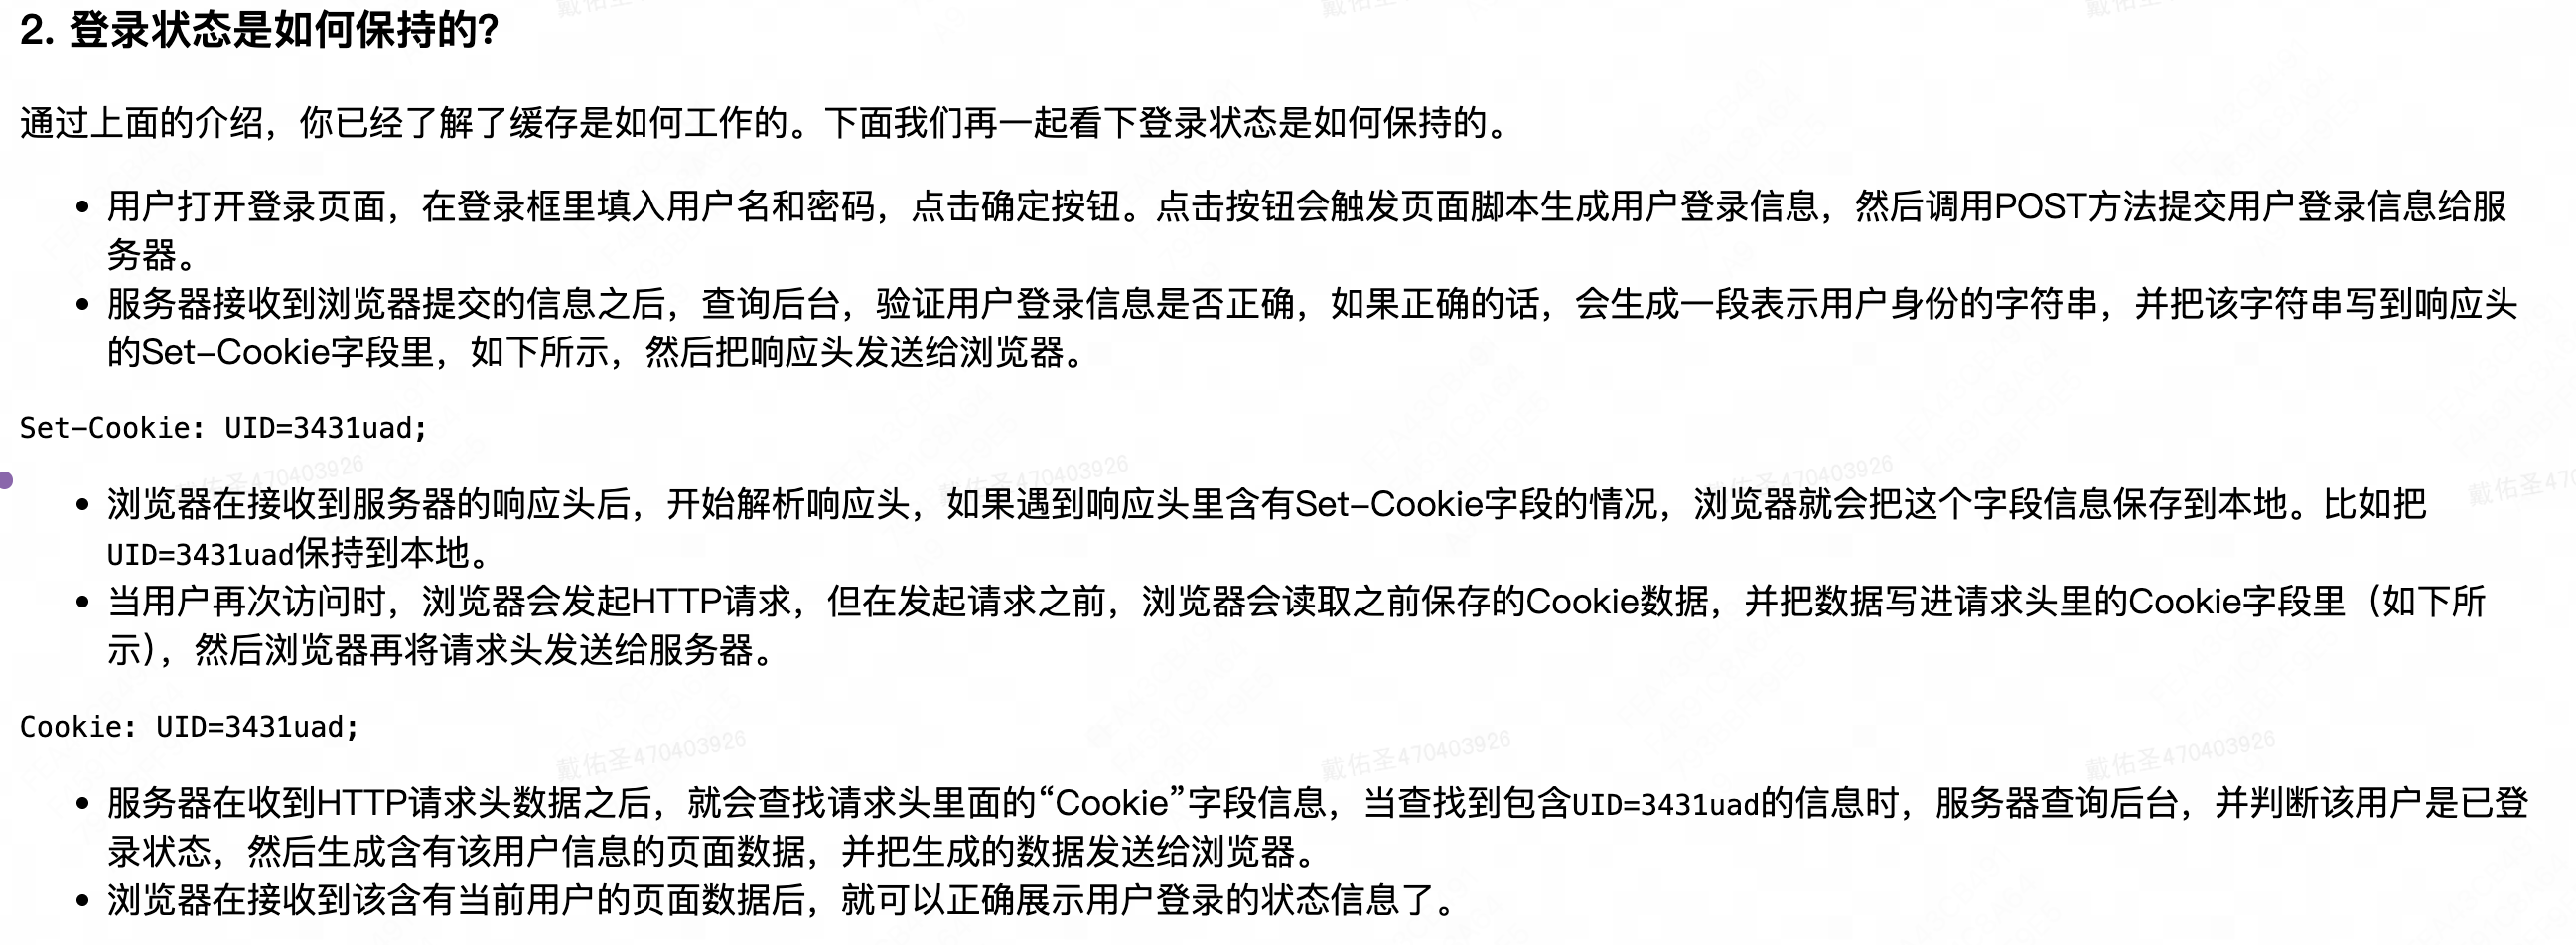 2. 登录状态是如何保持的?
通过上面的介绍，你已经了解了缓存是如何工作的。下面我们再一起看下登录状态是如何保持的。
• 用户打开登录页面，在登录框里填入用户名和密码，点击确定按钮。点击按钮会触发页面脚本生成用户登录信息，然后调用POST方法提交用户登录信息给服
务器。
• 服务器接收到浏览器提交的信息之后，查询后台，验证用户登录信息是否正确，如果正确的话，会生成一段表示用户身份的字符串，并把该字符串写到响应头
的Set-Cookie字段里，如下所示，然后把响应头发送给浏览器。
Set-Cookie: UID=3431uad;
• 浏览器在接收到服务器的响应头后，开始解析响应头，如果遇到响应头里含有Set-Cookie字段的情况，浏览器就会把这个字段信息保存到本地。比如把
UID=3431uad保持到本地。
• 当用户再次访问时，浏览器会发起HTTP请求，但在发起请求之前，浏览器会读取之前保存的Cookie数据，并把数据写进请求头里的Cookie字段里（如下所
示），然后浏览器再将请求头发送给服务器。
Cookie: UID=3431uad;
• 服务器在收到HTTP请求头数据之后，就会查找请求头里面的“Cookie”字段信息，当查找到包含UID=3431uad的信息时，服务器查询后台，并判断该用户是已登
录状态，然后生成含有该用户信息的页面数据，并把生成的数据发送给浏览器。
• 浏览器在接收到该含有当前用户的页面数据后，就可以正确展示用户登录的状态信息了。
戴佑圣470403926
戴佑圣470403926
戴佑圣470403926
戴佑圣470403926
戴佑圣470403926
戴佑圣470403926